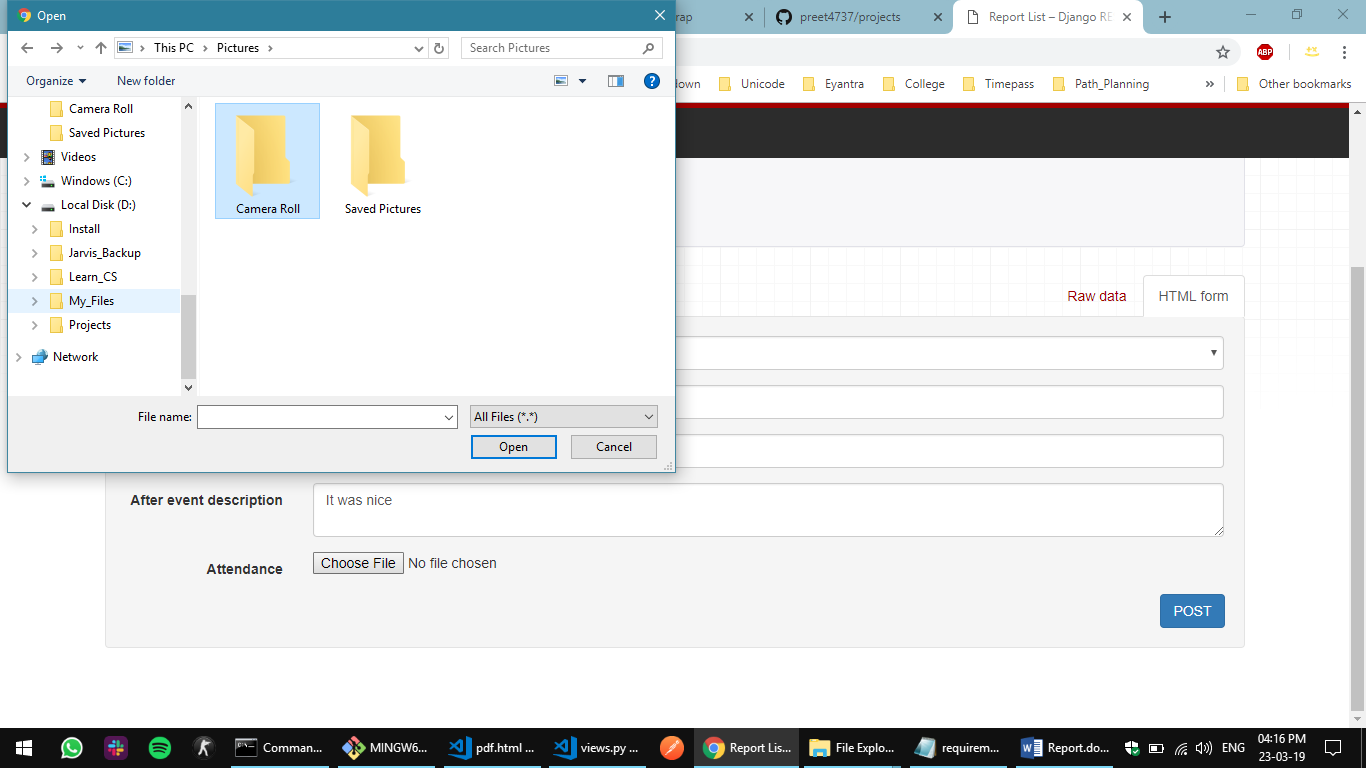 Open
rap
preet4737/projects
Report List – Django RE
This PC
Pictures
Search Pictures
ABP
Organize
New folder
down
Unicode
Eyantra
College
Timepass
Path_Planning
»
Other bookmarks
Camera Roll
Saved Pictures
Videos
Windows (C:)
Local Disk (D:)
Install
Jarvis_Backup
Learn_CS
My_Files
Projects
Network
Camera Roll
Saved Pictures
Raw data
HTML form
File name:
All Files (*.*)
Open
Cancel
After event description
It was nice
Attendance
Choose File
No file chosen
POST
Comman...
MINGW6...
pdf.html ...
views.py ...
Report Lis...
File Explo...
requirem...
Report.do...
ENG
04:16 PM
23-03-19